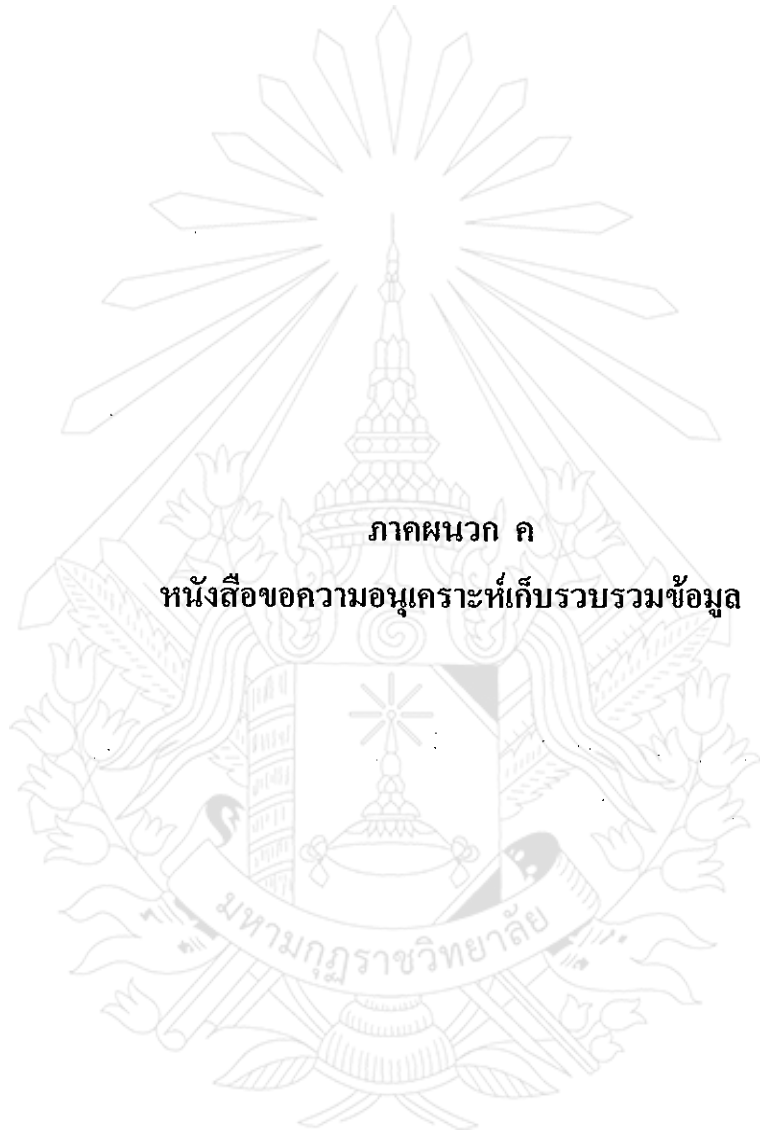 ภาคผนวก ค
หนังสือขอความอนุเคราะห์เก็บรวบรวมข้อมูล
มหามกุฏราชวิทยาลัย